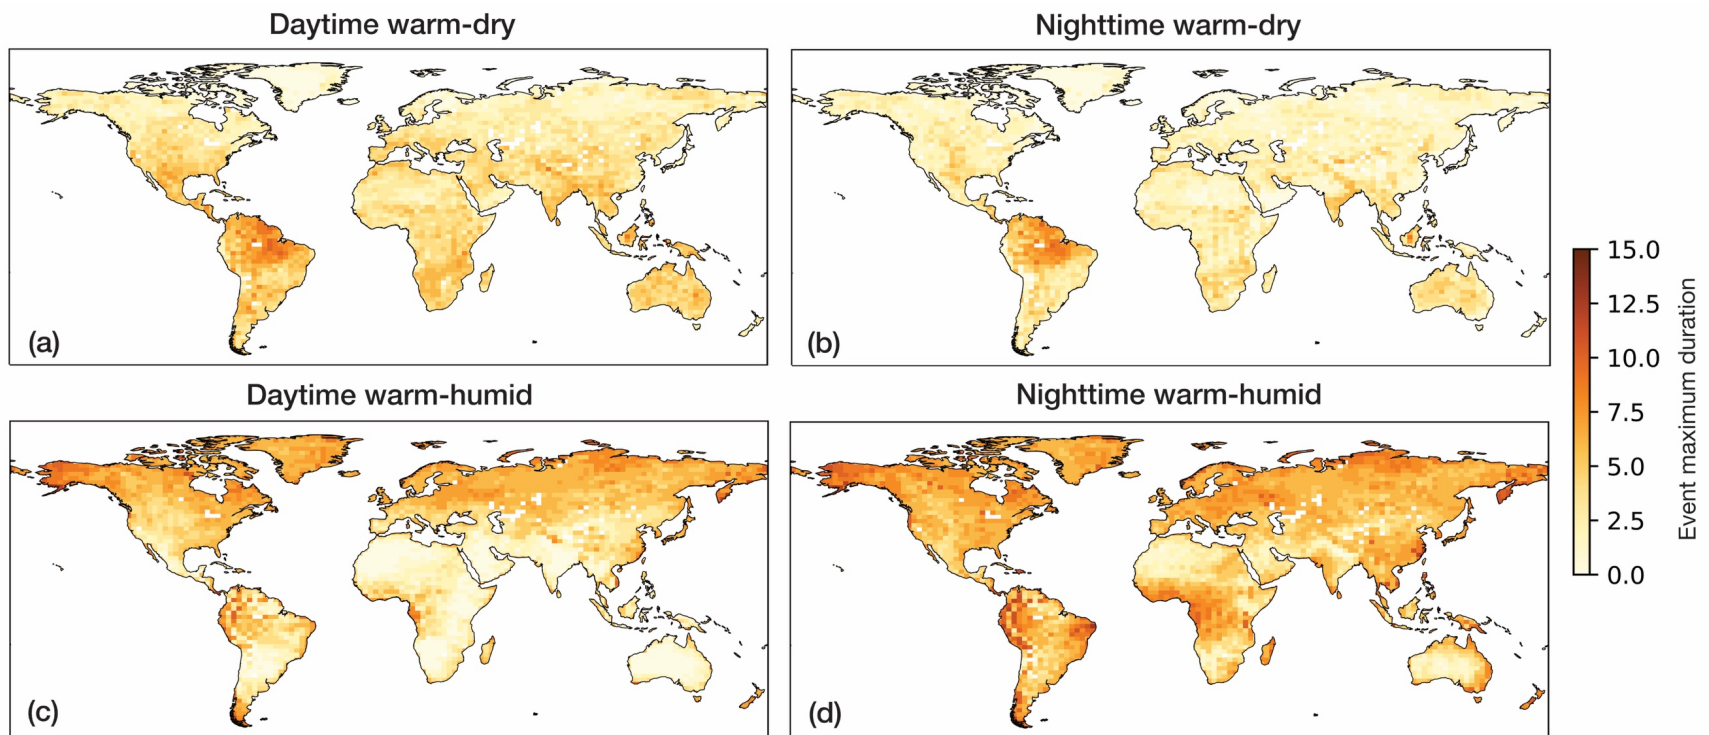 Daytime warm-dry
Nighttime warm-dry
(a)
(b)
Daytime warm-humid
Nighttime warm-humid
(c)
(d)
15.0
12.5
10.0
7.5
5.0
2.5
0.0
Event maximum duration